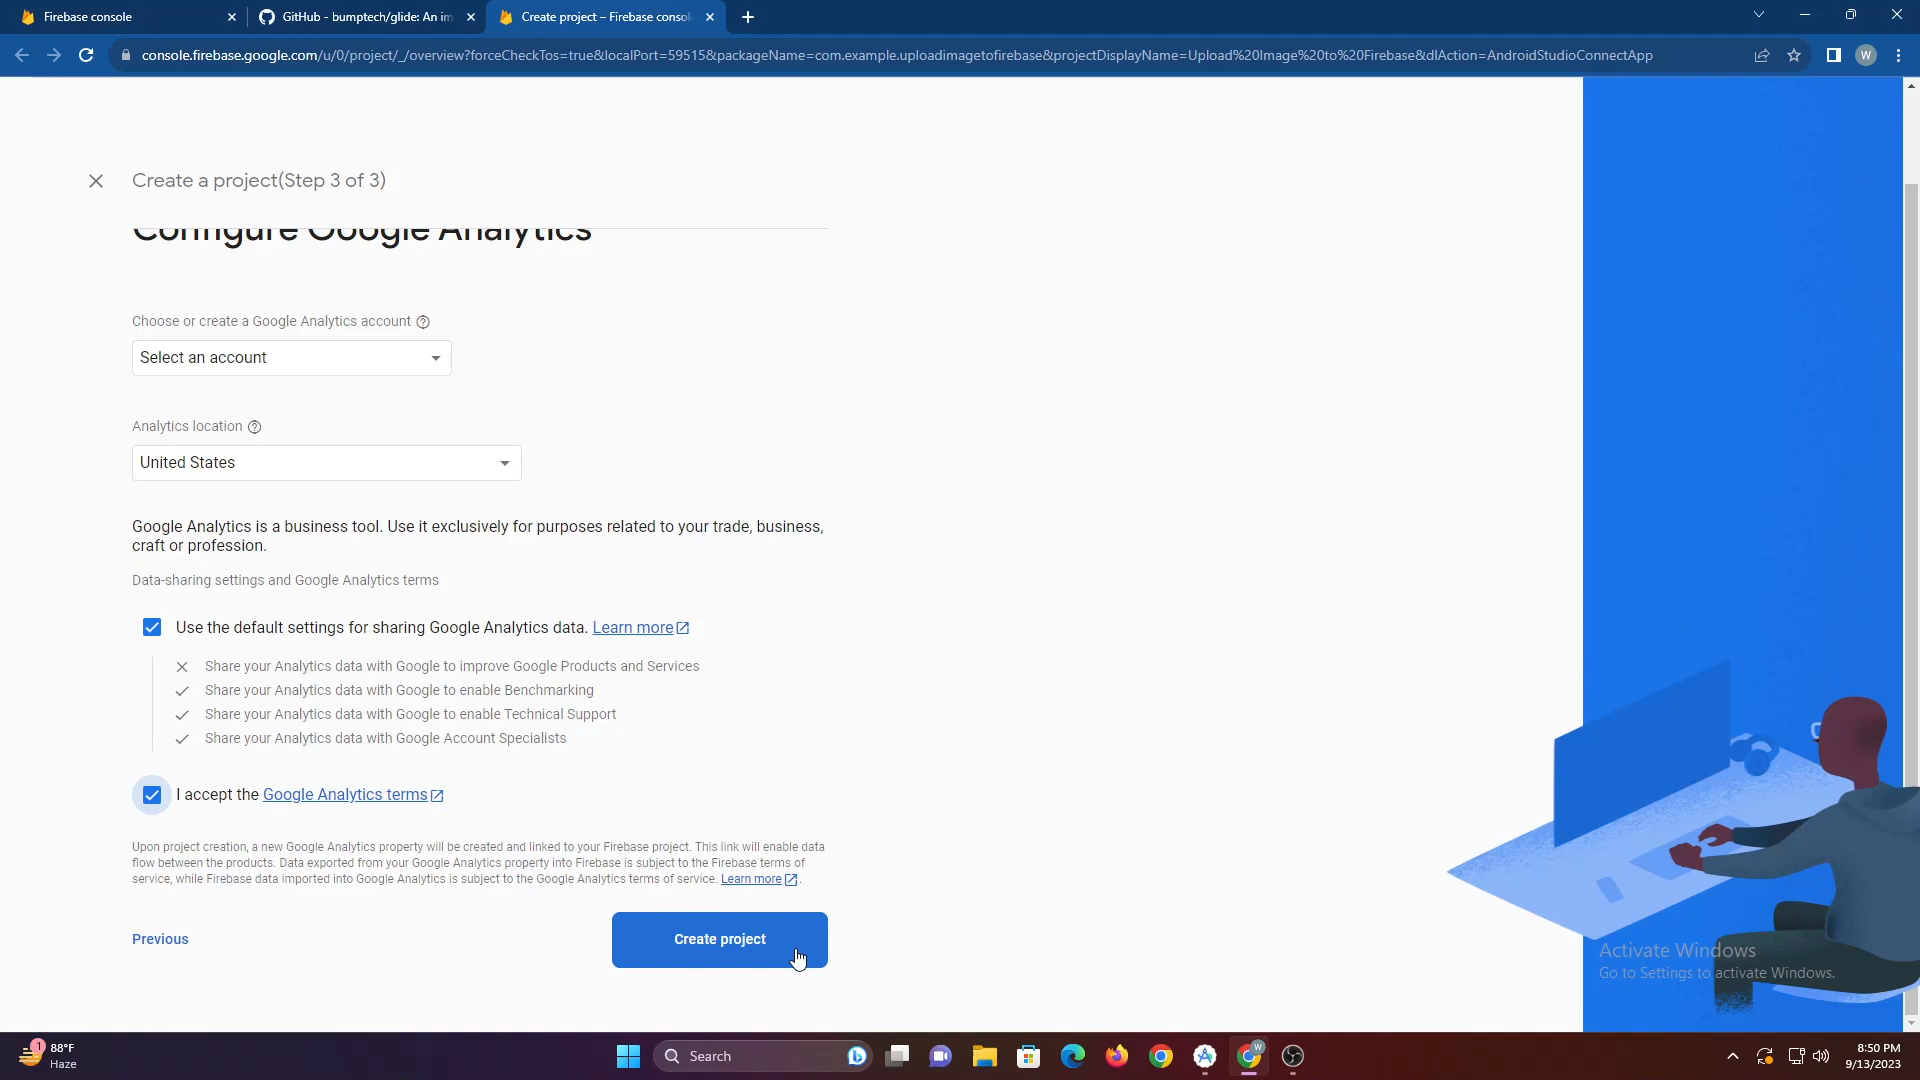 Firebase console
GitHub - bumptech/glide: An im
Create project – Firebase consol
console.firebase.google.com/u/0/project/_/overview?forceCheckTos=true&localPort=59515&packageName=com.example.uploadimagetofirebase&projectDisplayName=Upload%20Image%20to%20Firebase&dlAction=AndroidStudioConnectApp
W
Create a project(Step 3 of 3)
Configure Google Analytics
Choose or create a Google Analytics account
Select an account
Analytics location
United States
Google Analytics is a business tool. Use it exclusively for purposes related to your trade, business,
craft or profession.
Data-sharing settings and Google Analytics terms
Use the default settings for sharing Google Analytics data. Learn more
Share your Analytics data with Google to improve Google Products and Services
Share your Analytics data with Google to enable Benchmarking
Share your Analytics data with Google to enable Technical Support
Share your Analytics data with Google Account Specialists
I accept the Google Analytics terms
Upon project creation, a new Google Analytics property will be created and linked to your Firebase project. This link will enable data
flow between the products. Data exported from your Google Analytics property into Firebase is subject to the Firebase terms of
service, while Firebase data imported into Google Analytics is subject to the Google Analytics terms of service. Learn more.
Previous
Create project
Activate Windows
Go to Settings to activate Windows.
1
88°F
Haze
Search
W
8:50 PM
9/13/2023